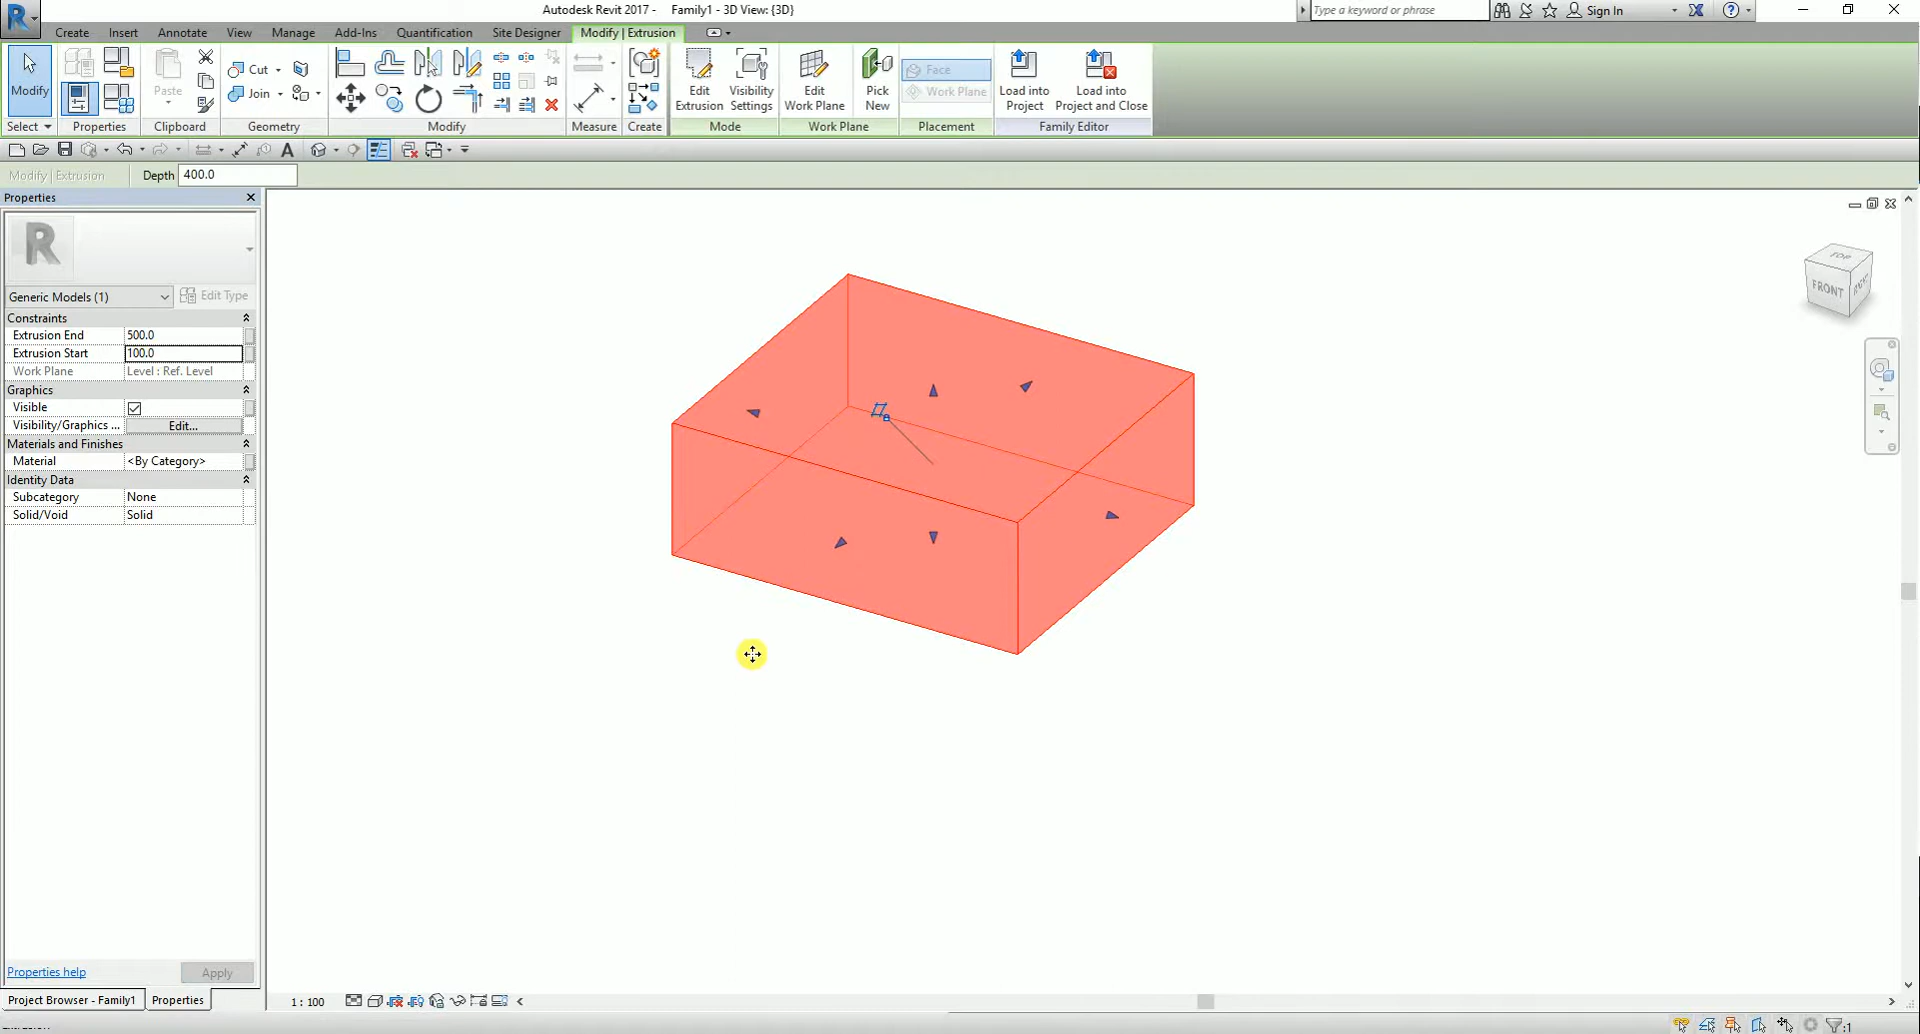 Autodesk Revit 2017 - Family1 - 3D View: {3D}
Type a keyword or phrase
Sign In
Create Insert Annotate View Manage Add-Ins Quantification Site Designer Modify | Extrusion
Modify
Select
Properties
Paste
Clipboard
Cut
Join
Geometry
Modify
Measure
Create
Edit Extrusion
Visibility Settings
Mode
Edit Work Plane
Work Plane
Pick New
Face
Work Plane
Placement
Load into Project
Load into Project and Close
Family Editor
A
Modify | Extrusion Depth 400.0
Properties
R
Generic Models (1) Edit Type
Constraints
Extrusion End 500.0
Extrusion Start 100.0
Work Plane Level : Ref. Level
Graphics
Visible
Visibility/Graphics ... Edit...
Materials and Finishes
Material <By Category>
Identity Data
Subcategory None
Solid/Void Solid
TOP
FRONT
RIGHT
Properties help Apply
Project Browser - Family1 Properties
1 : 100
:1